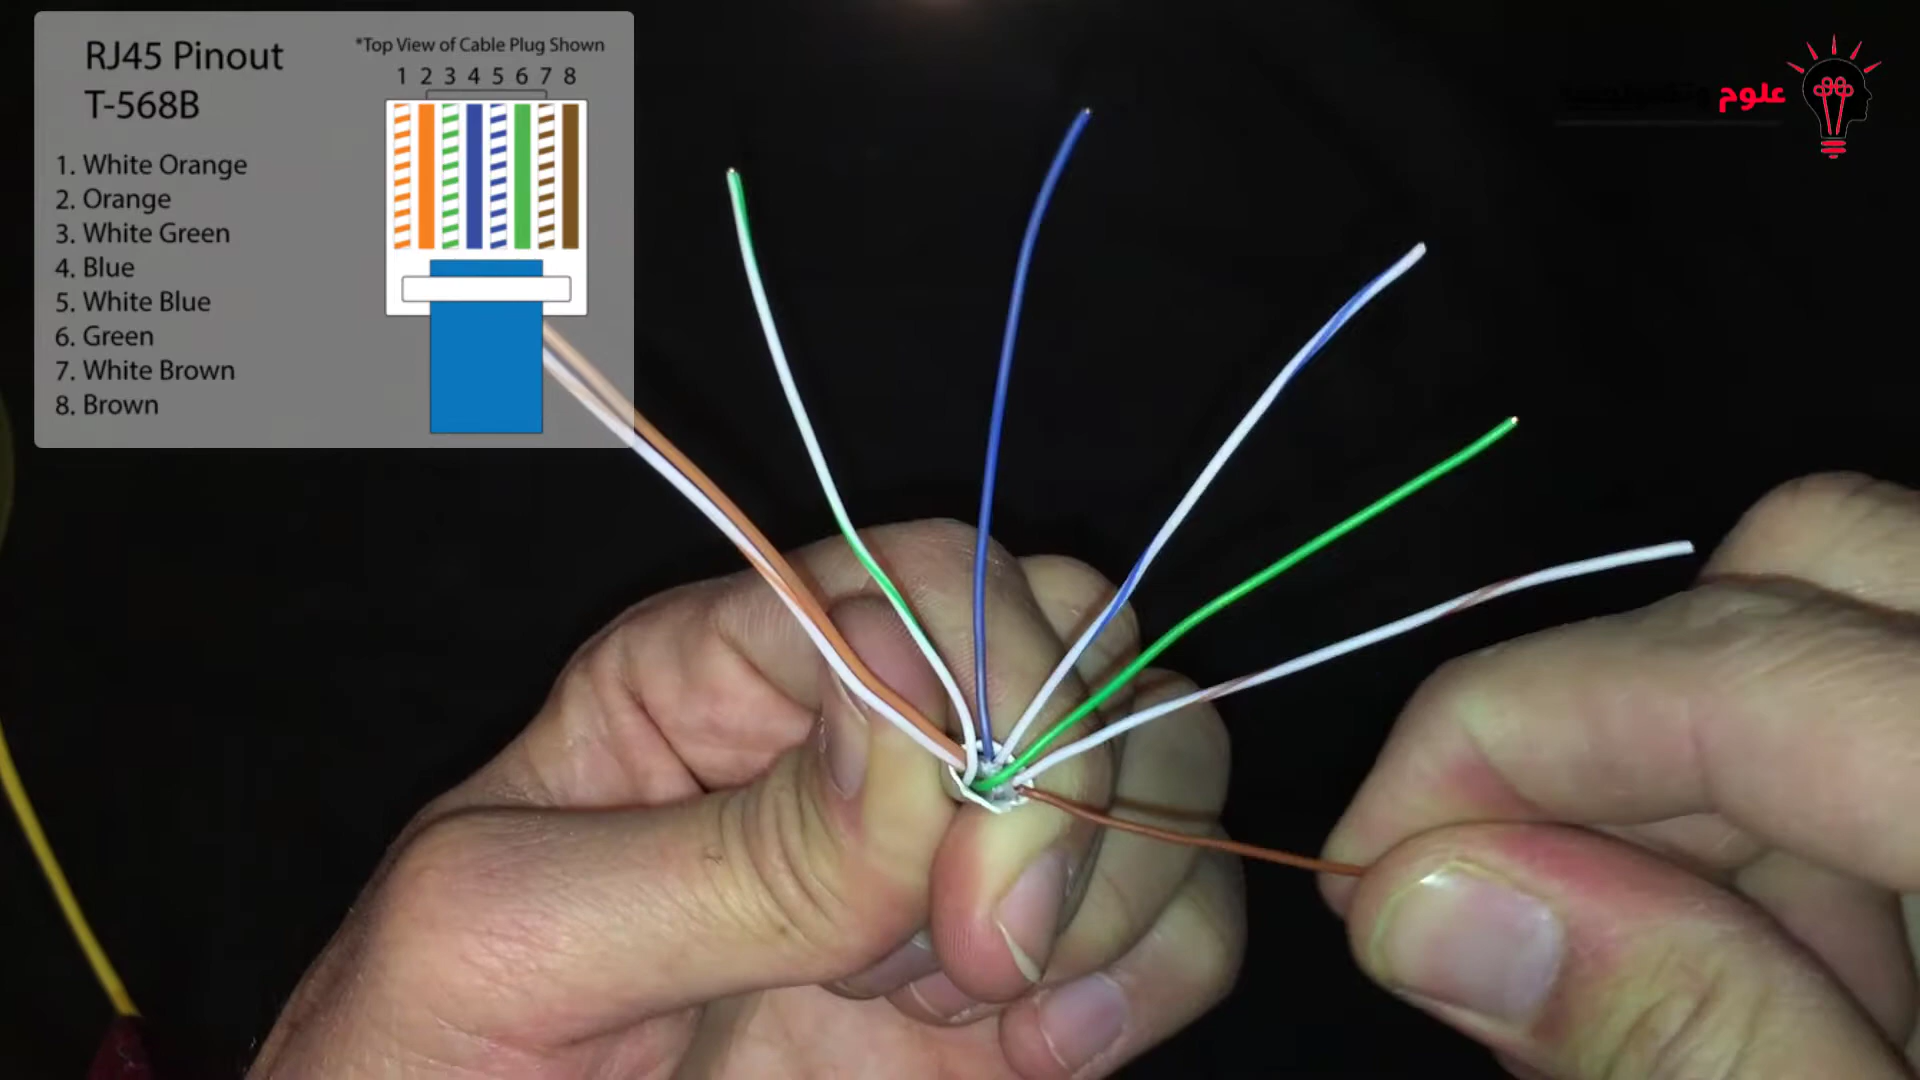 RJ45 Pinout
T-568B
1. White Orange
2. Orange
3. White Green
4. Blue
5. White Blue
6. Green
7. White Brown
8. Brown
*Top View of Cable Plug Shown
1 2 3 4 5 6 7 8
علوم